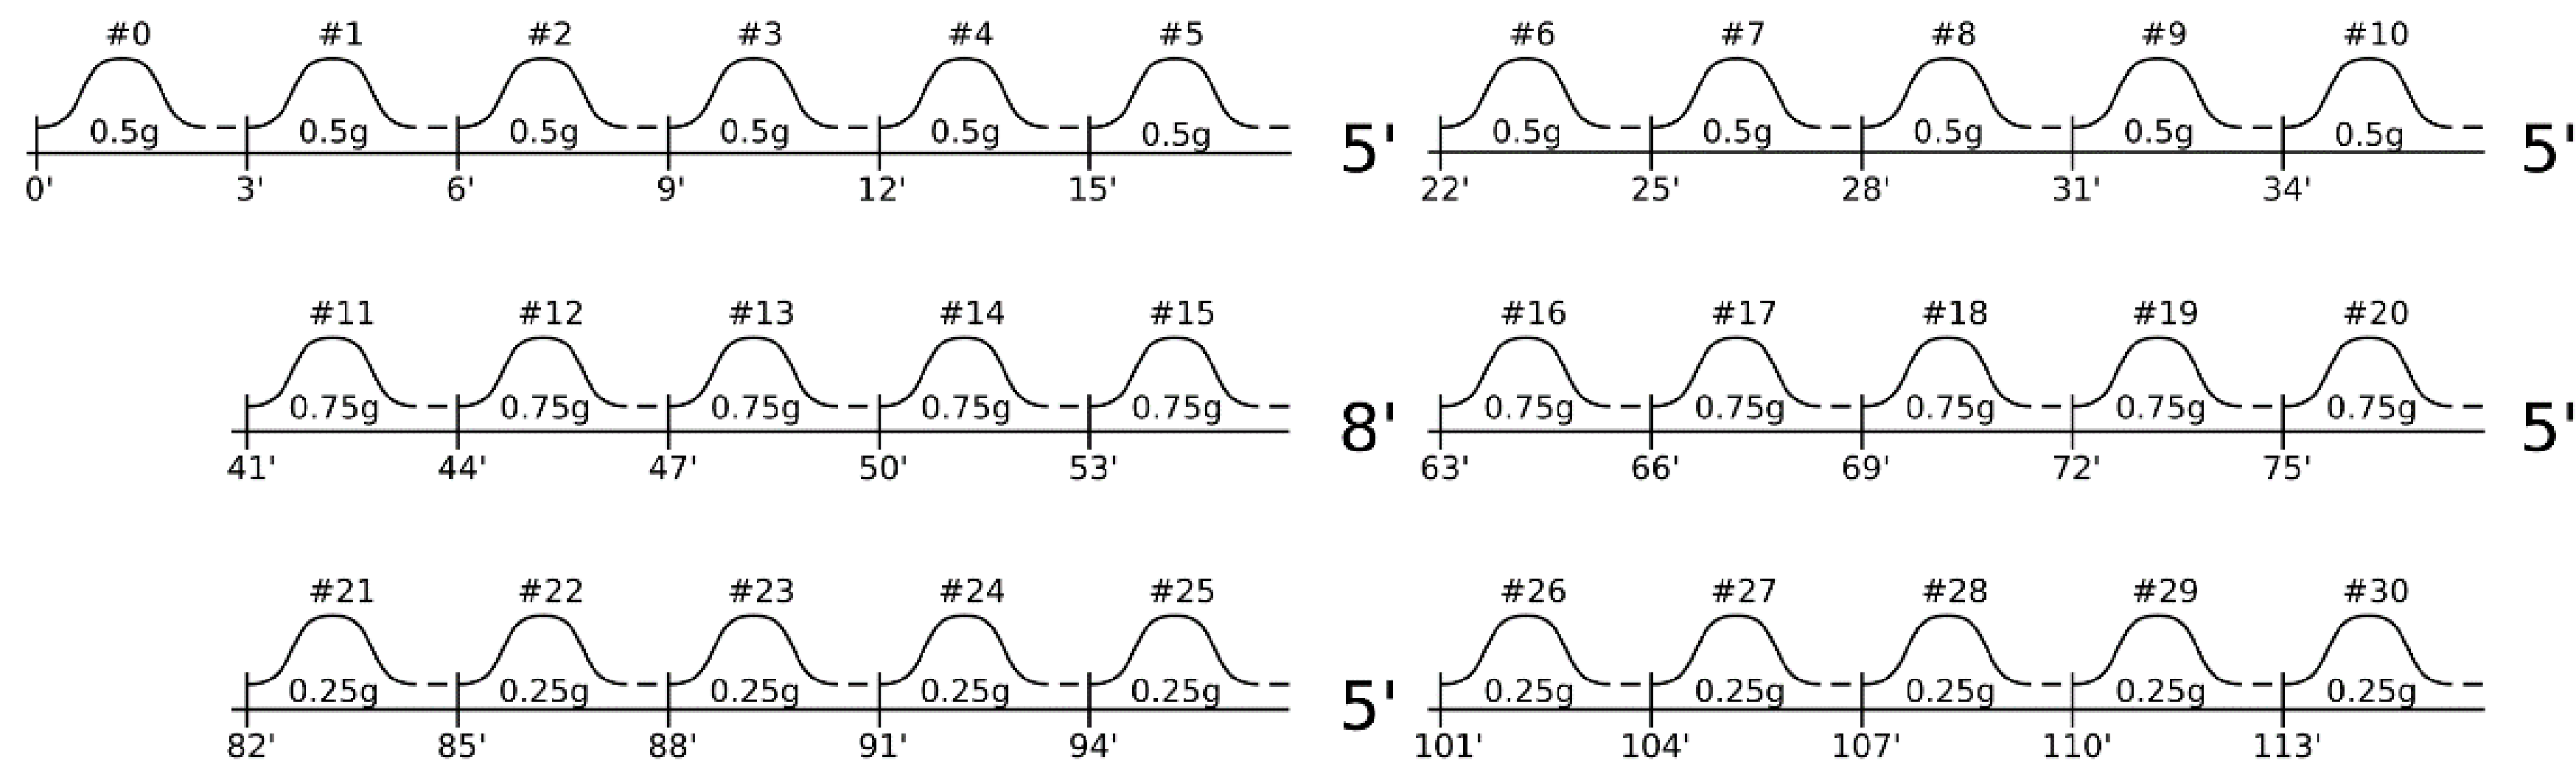 #0 #1 #2 #3 #4 #5 #6 #7 #8 #9 #10
0.5g 0.5g 0.5g 0.5g 0.5g 0.5g 5' 0.5g 0.5g 0.5g 0.5g 0.5g 5'
0' 3' 6' 9' 12' 15' 22' 25' 28' 31' 34'
#11 #12 #13 #14 #15 #16 #17 #18 #19 #20
0.75g 0.75g 0.75g 0.75g 0.75g 8' 0.75g 0.75g 0.75g 0.75g 0.75g 5'
41' 44' 47' 50' 53' 63' 66' 69' 72' 75'
#21 #22 #23 #24 #25 #26 #27 #28 #29 #30
0.25g 0.25g 0.25g 0.25g 0.25g 5' 0.25g 0.25g 0.25g 0.25g 0.25g
82' 85' 88' 91' 94' 101' 104' 107' 110' 113'